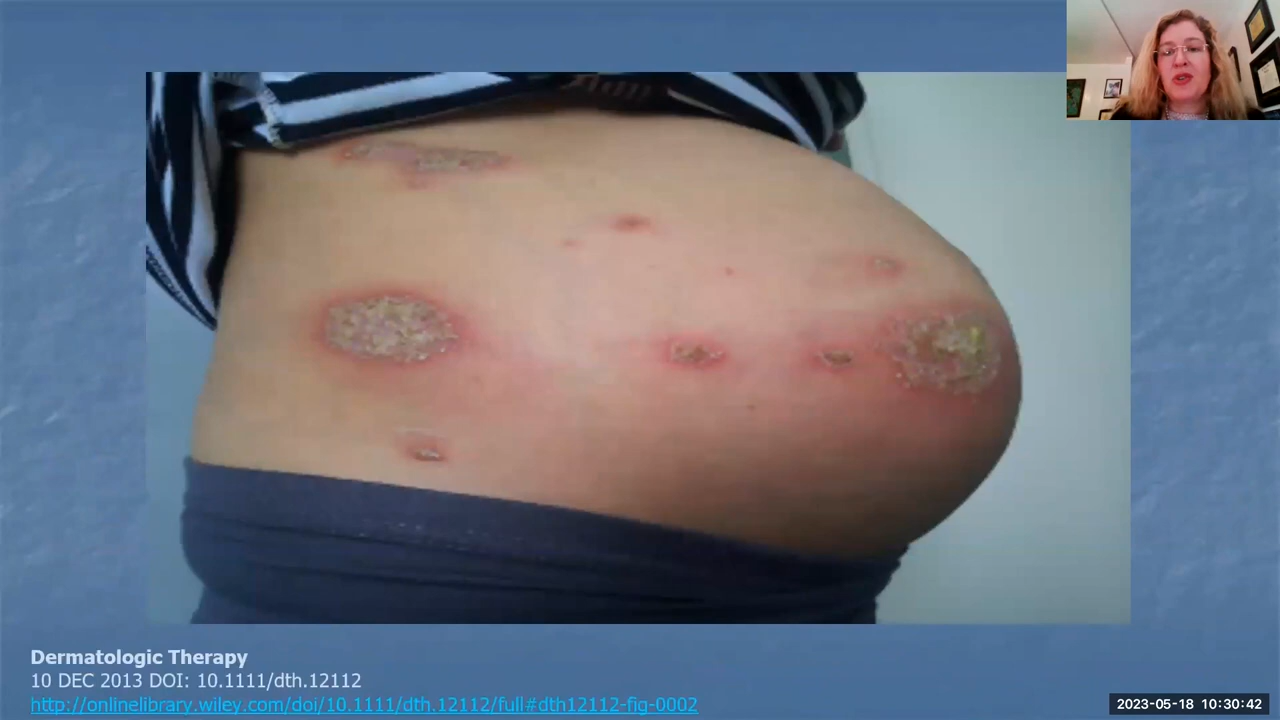 Dermatologic Therapy
10 DEC 2013 DOI: 10.1111/dth.12112
http://onlinelibrary.wiley.com/doi/10.1111/dth.12112/full#dth12112-fig-0002
2023-05-18 10:30:42